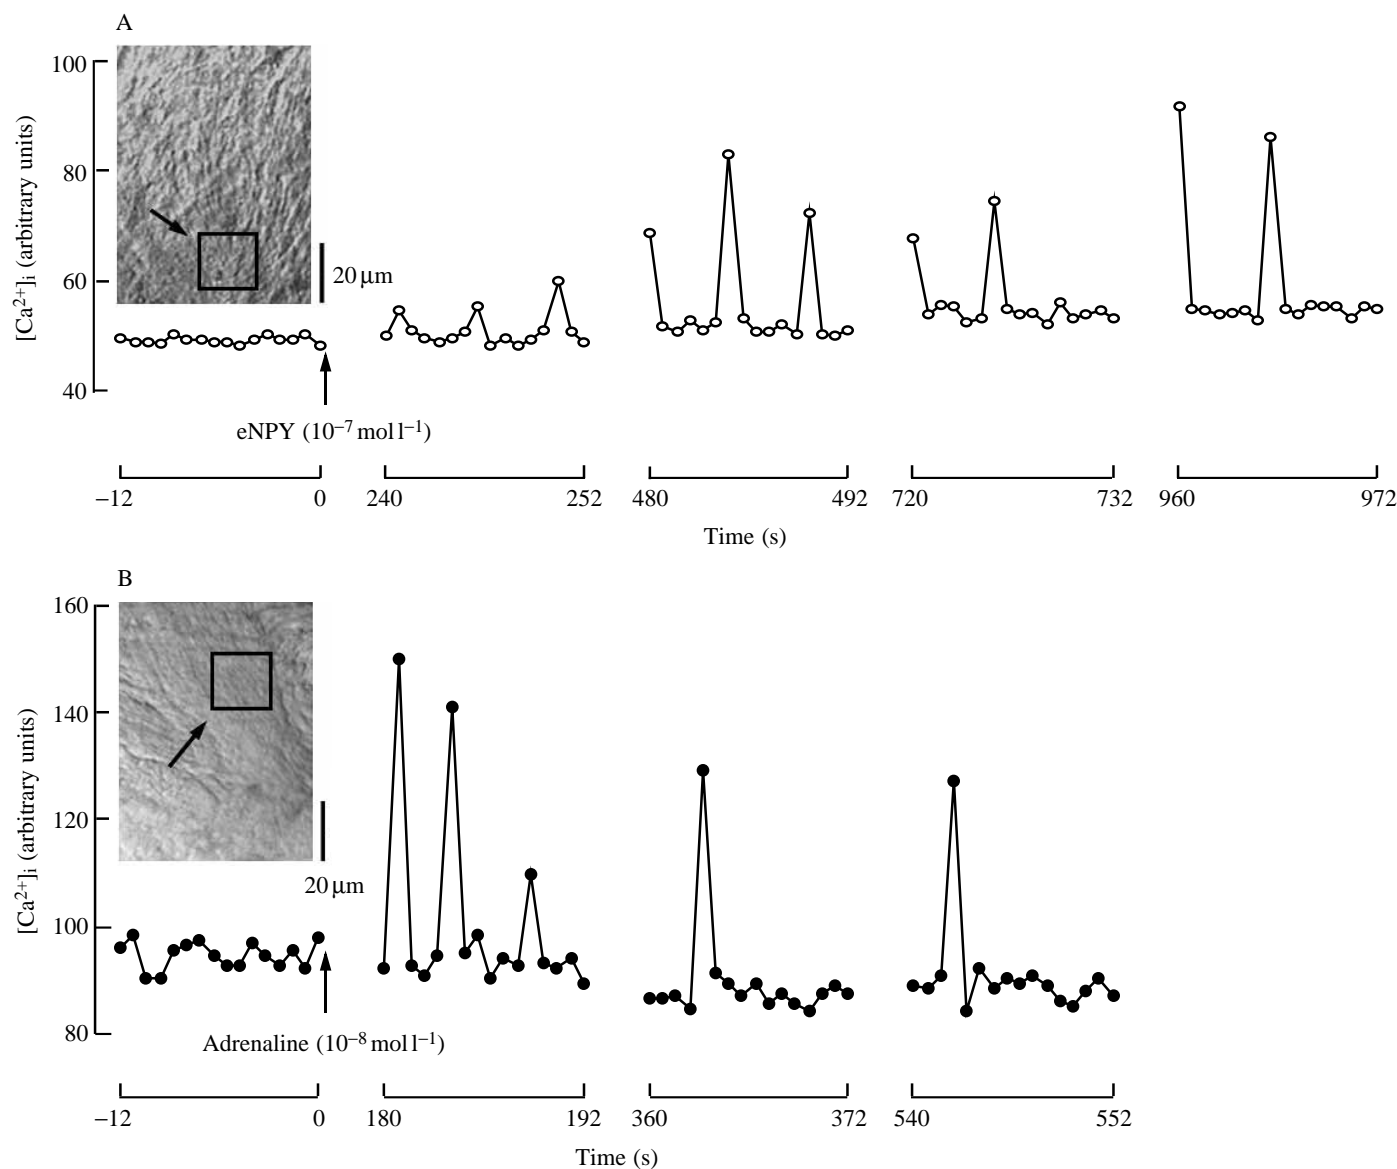 A
[Ca²⁺]ᵢ (arbitrary units)
100
80
60
40
20 µm
eNPY (10⁻⁷ mol l⁻¹)
−12 0 240 252 480 492 720 732 960 972
Time (s)
B
[Ca²⁺]ᵢ (arbitrary units)
160
140
120
100
80
20 µm
Adrenaline (10⁻⁸ mol l⁻¹)
−12 0 180 192 360 372 540 552
Time (s)